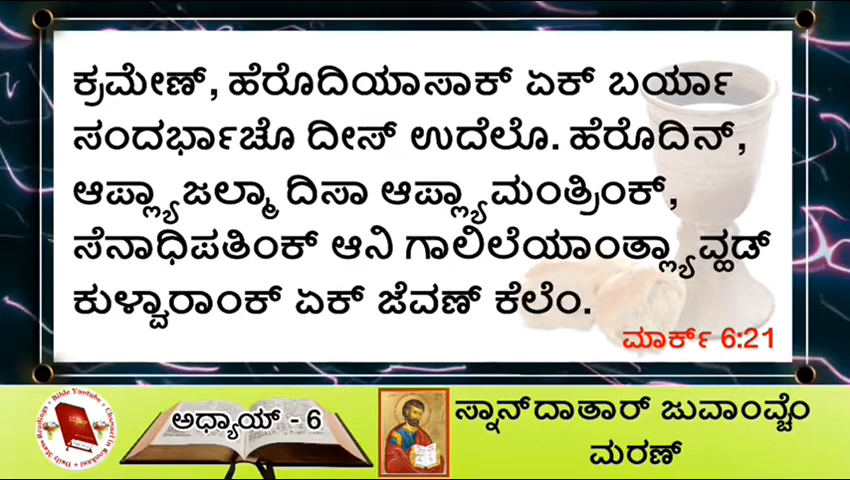 ಕ್ರಮೇಣ್, ಹೆರೊದಿಯಾಸಾಕ್ ಏಕ್ ಬರ್ಯಾ
ಸಂದರ್ಭಾಚೊ ದೀಸ್ ಉದೆಲೊ. ಹೆರೊದಿನ್,
ಆಪ್ಲ್ಯಾ ಜಲ್ಮಾ ದಿಸಾ ಆಪ್ಲ್ಯಾ ಮಂತ್ರಿಂಕ್,
ಸೆನಾಧಿಪತಿಂಕ್ ಆನಿ ಗಾಲಿಲೆಯಾಂತ್ಲ್ಯಾ ವ್ಹಡ್
ಕುಳ್ವಾರಾಂಕ್ ಏಕ್ ಜೆವಣ್ ಕೆಲೆಂ.
ಮಾರ್ಕ್ 6:21
ಅಧ್ಯಾಯ್ - 6
ಸ್ನಾನ್‌ದಾತಾರ್ ಜುವಾಂವ್ಚೆಂ
ಮರಣ್